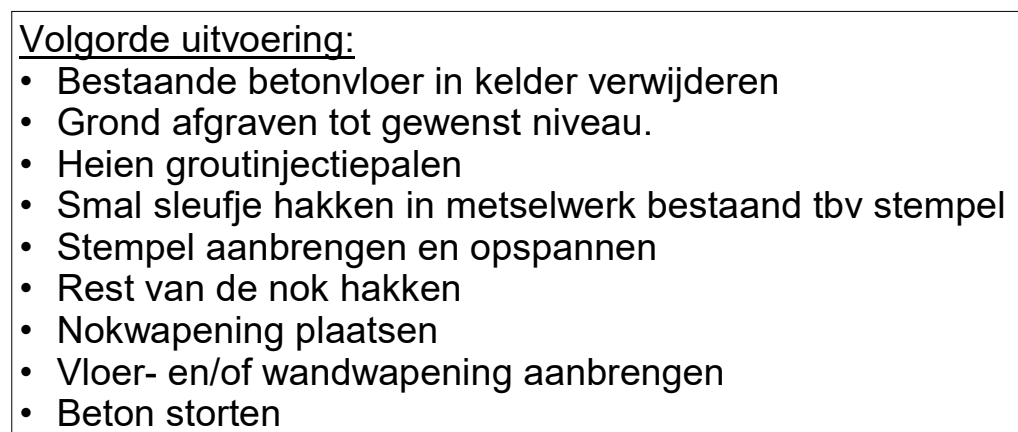 Volgorde uitvoering:
• Bestaande betonvloer in kelder verwijderen
• Grond afgraven tot gewenst niveau.
• Heien groutinjectiepalen
• Smal sleufje hakken in metselwerk bestaand tbv stempel
• Stempel aanbrengen en opspannen
• Rest van de nok hakken
• Nokwapening plaatsen
• Vloer- en/of wandwapening aanbrengen
• Beton storten